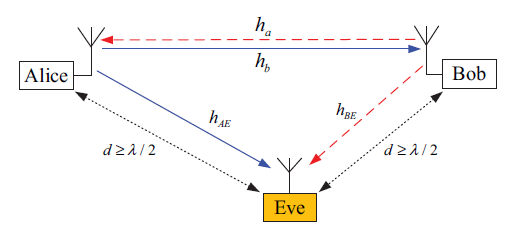 h_a
h_b
Alice
Bob
h_AE
h_BE
d ≥ λ / 2
d ≥ λ / 2
Eve